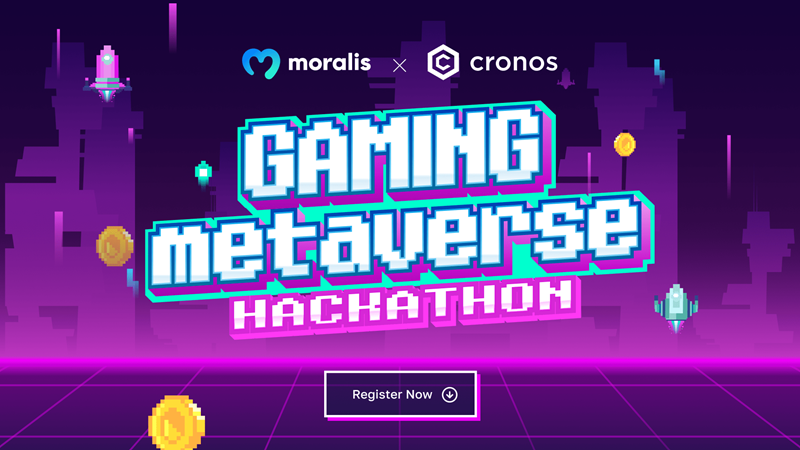 moralis × cronos
GAMING
metaverse
HACKATHON
Register Now